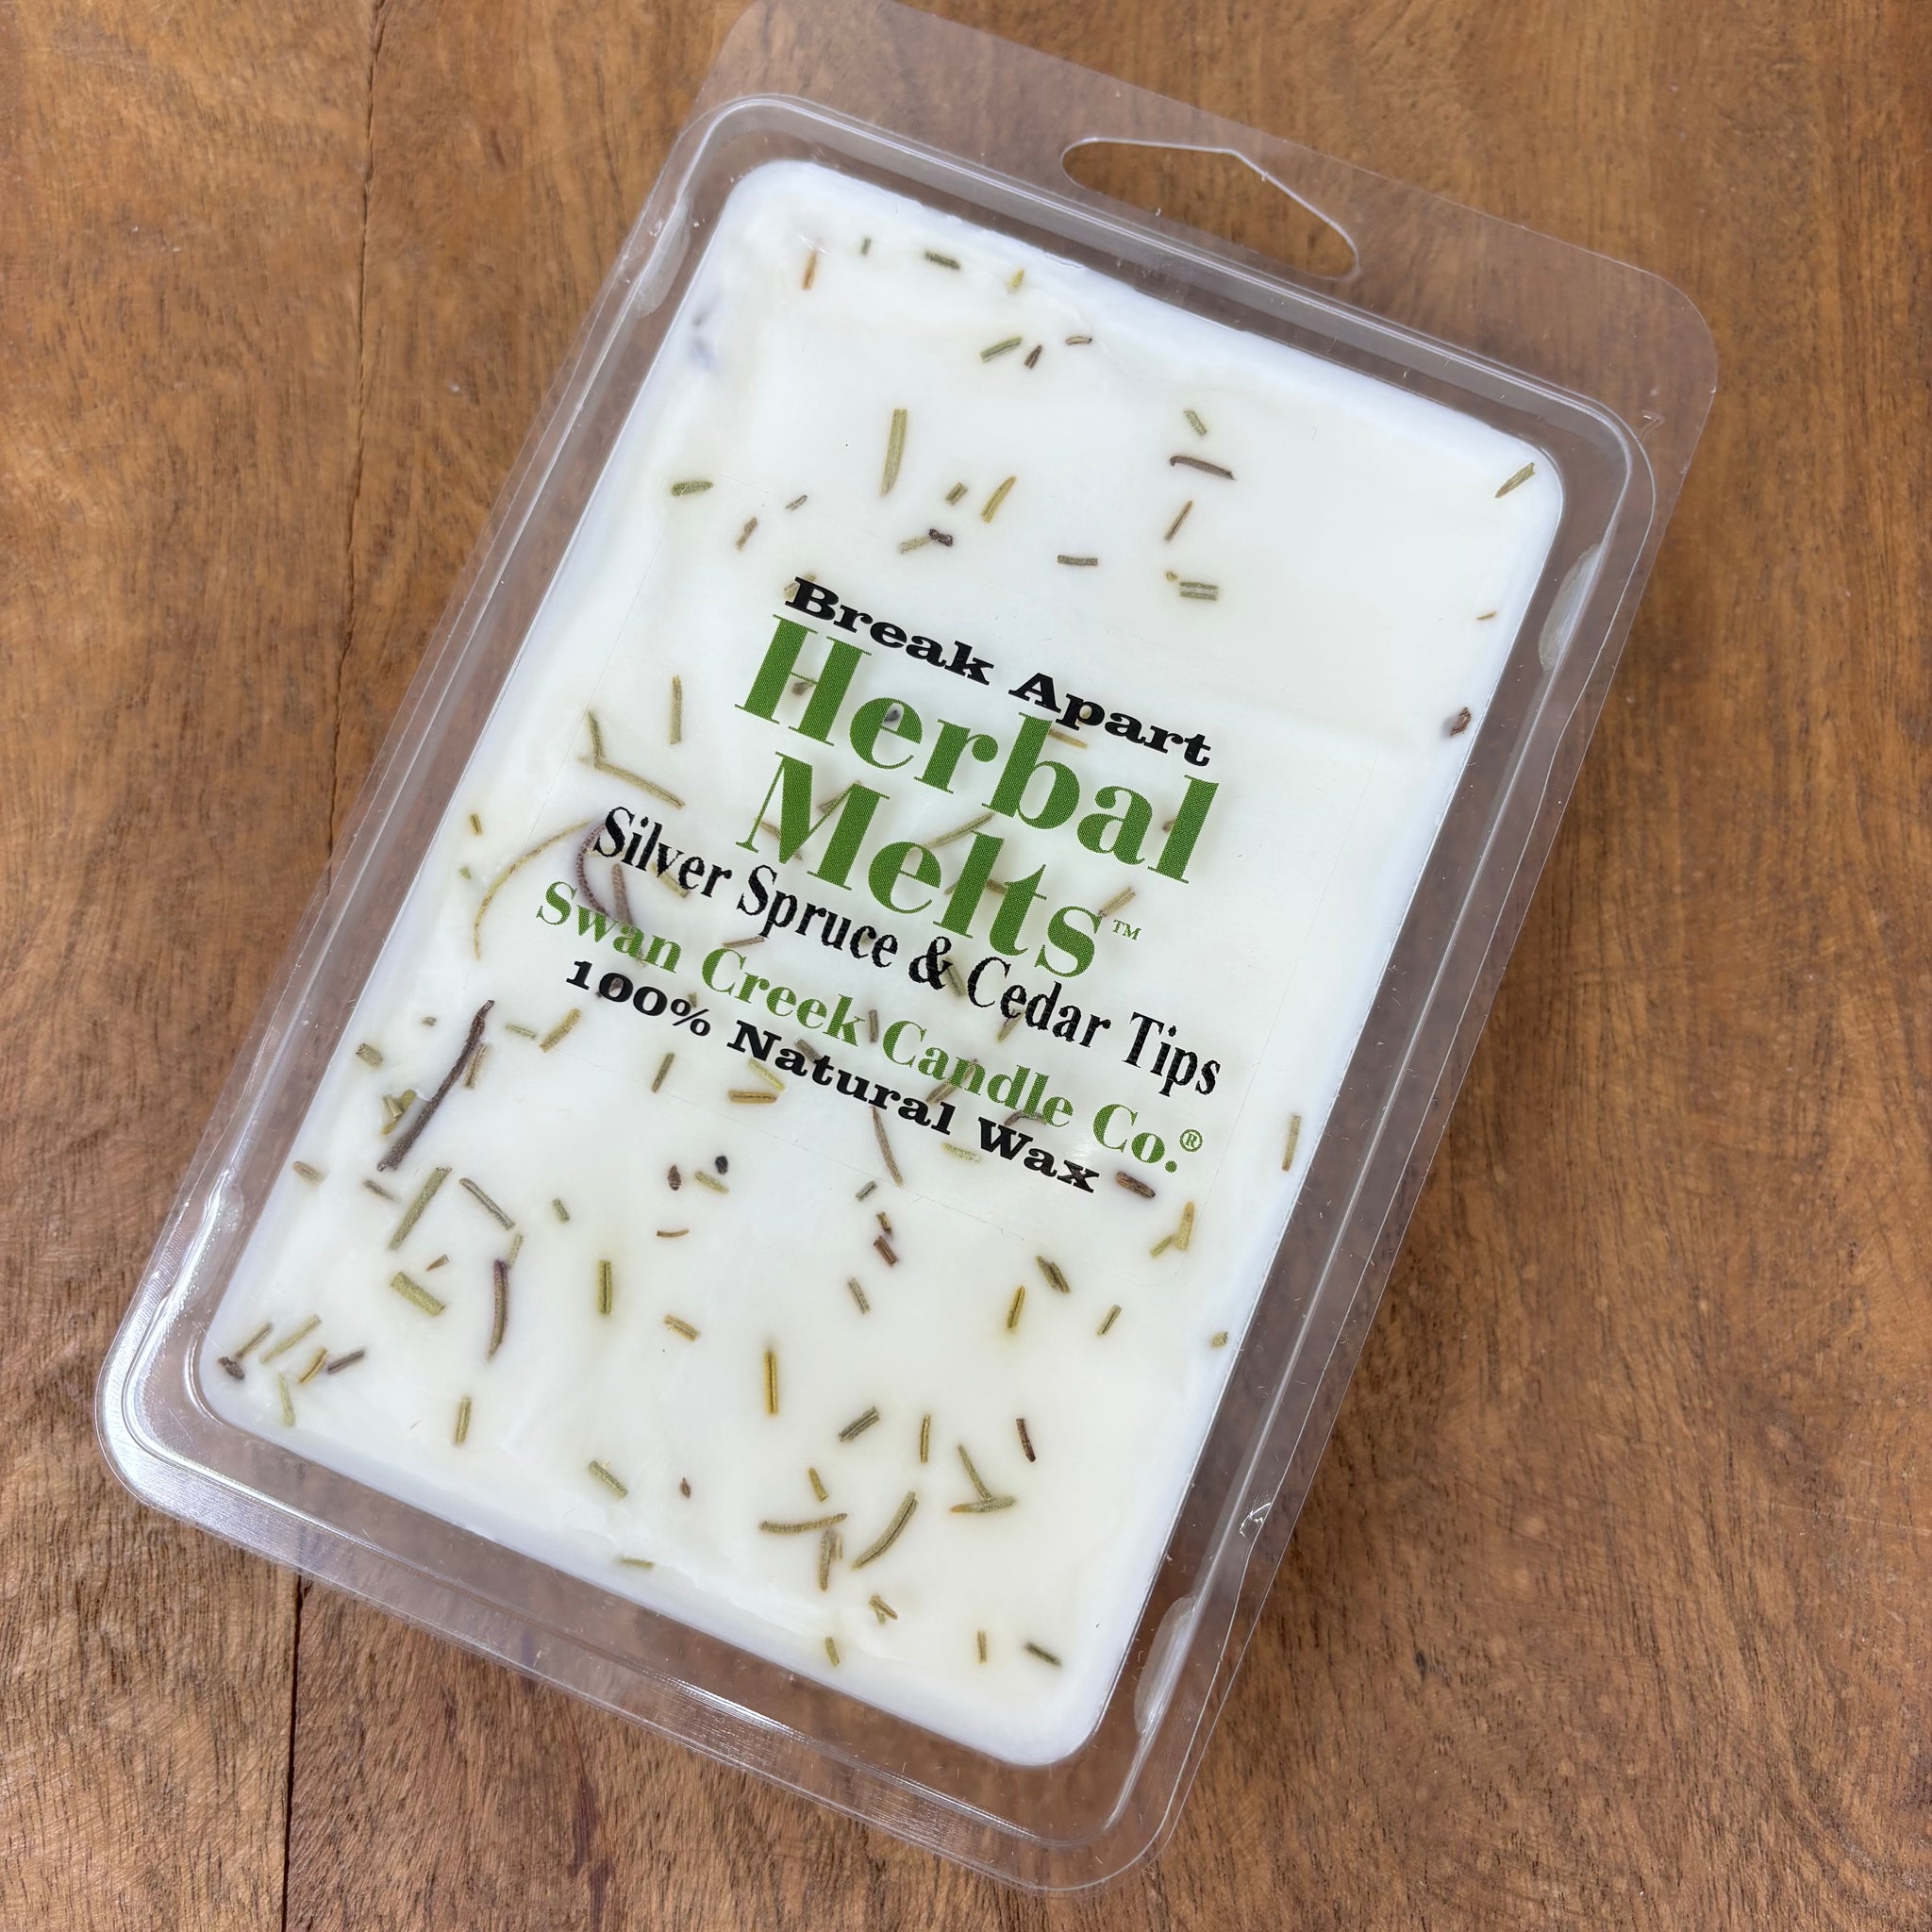 Break Apart
Herbal
Melts™
Silver Spruce & Cedar Tips
Swan Creek Candle Co.®
100% Natural Wax